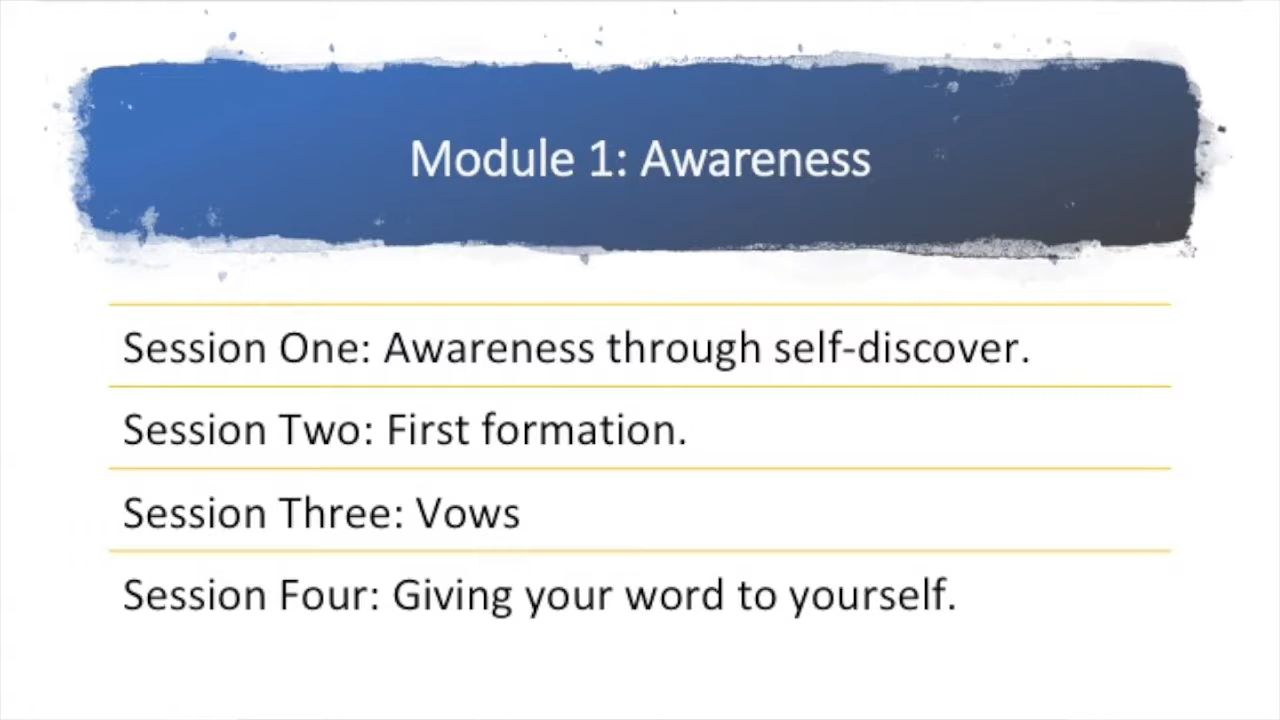 Module 1: Awareness
Session One: Awareness through self-discover.
Session Two: First formation.
Session Three: Vows
Session Four: Giving your word to yourself.